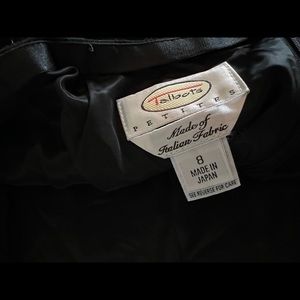 Talbots
PETITES
Made of
Italian Fabric
8
MADE IN
JAPAN
SEE REVERSE FOR CARE